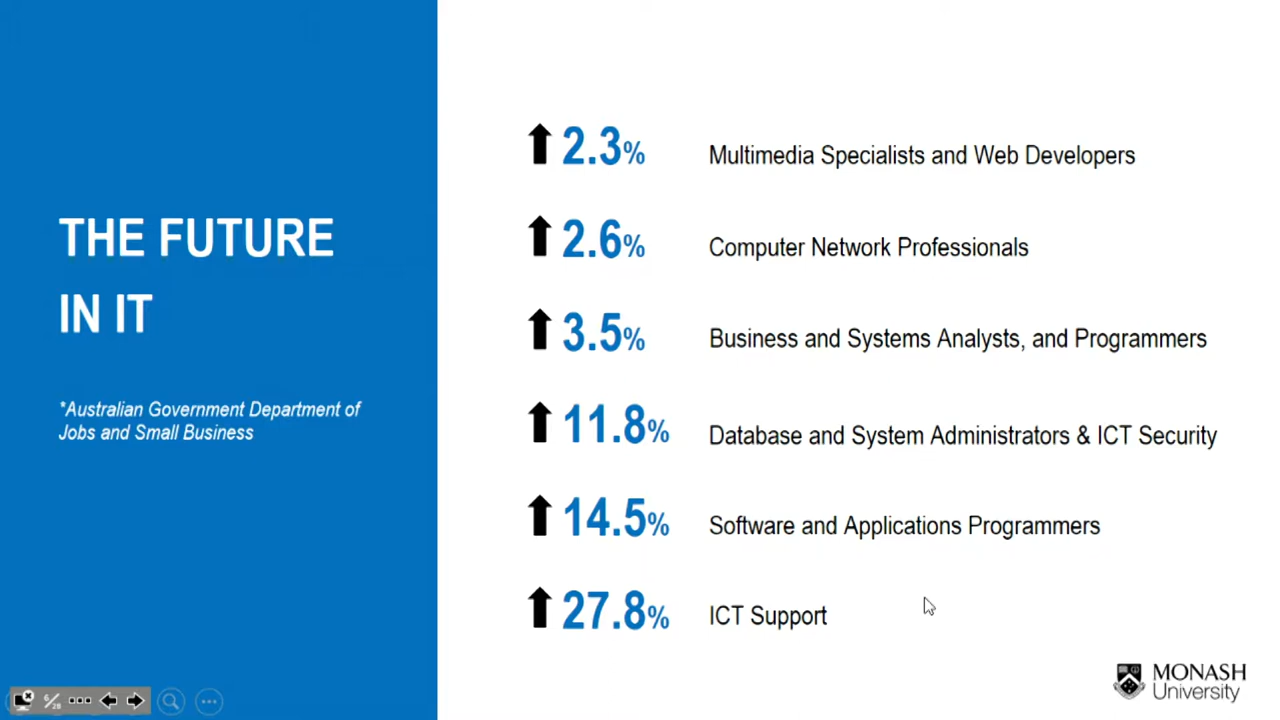 THE FUTURE
IN IT
*Australian Government Department of
Jobs and Small Business
2.3% Multimedia Specialists and Web Developers
2.6% Computer Network Professionals
3.5% Business and Systems Analysts, and Programmers
11.8% Database and System Administrators & ICT Security
14.5% Software and Applications Programmers
27.8% ICT Support
6/28
MONASH
University